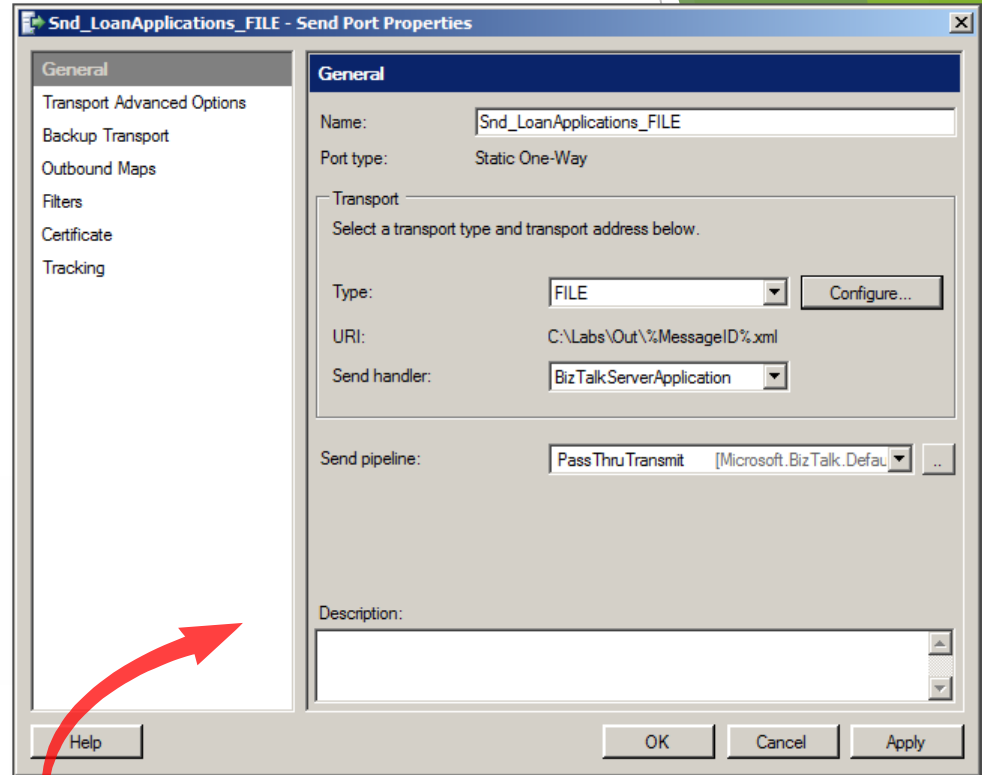 Snd_LoanApplications_FILE - Send Port Properties
General
Transport Advanced Options
Backup Transport
Outbound Maps
Filters
Certificate
Tracking
General
Name: Snd_LoanApplications_FILE
Port type: Static One-Way
Transport
Select a transport type and transport address below.
Type: FILE Configure...
URI: C:\Labs\Out\%MessageID%.xml
Send handler: BizTalkServerApplication
Send pipeline: PassThruTransmit [Microsoft.BizTalk.Defau ..
Description:
Help OK Cancel Apply